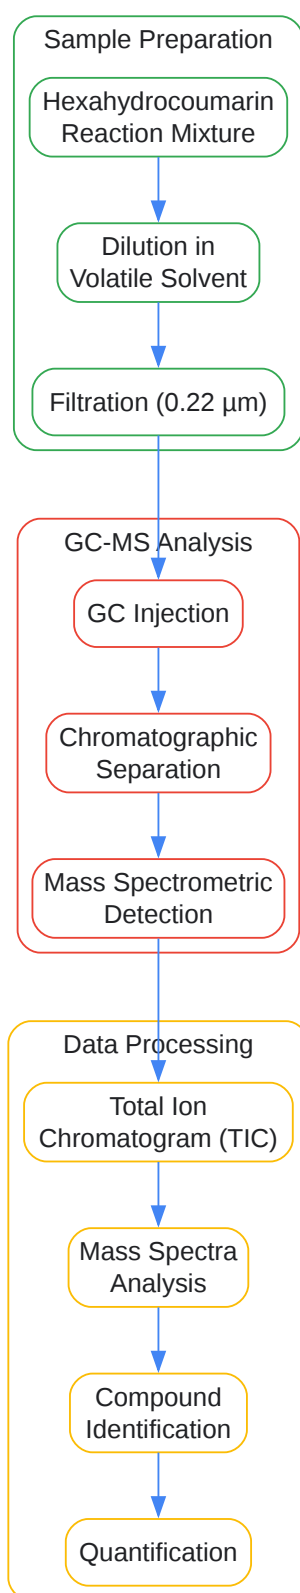 Sample Preparation
Hexahydrocoumarin
Reaction Mixture
Dilution in
Volatile Solvent
Filtration (0.22 µm)
GC-MS Analysis
GC Injection
Chromatographic
Separation
Mass Spectrometric
Detection
Data Processing
Total Ion
Chromatogram (TIC)
Mass Spectra
Analysis
Compound
Identification
Quantification